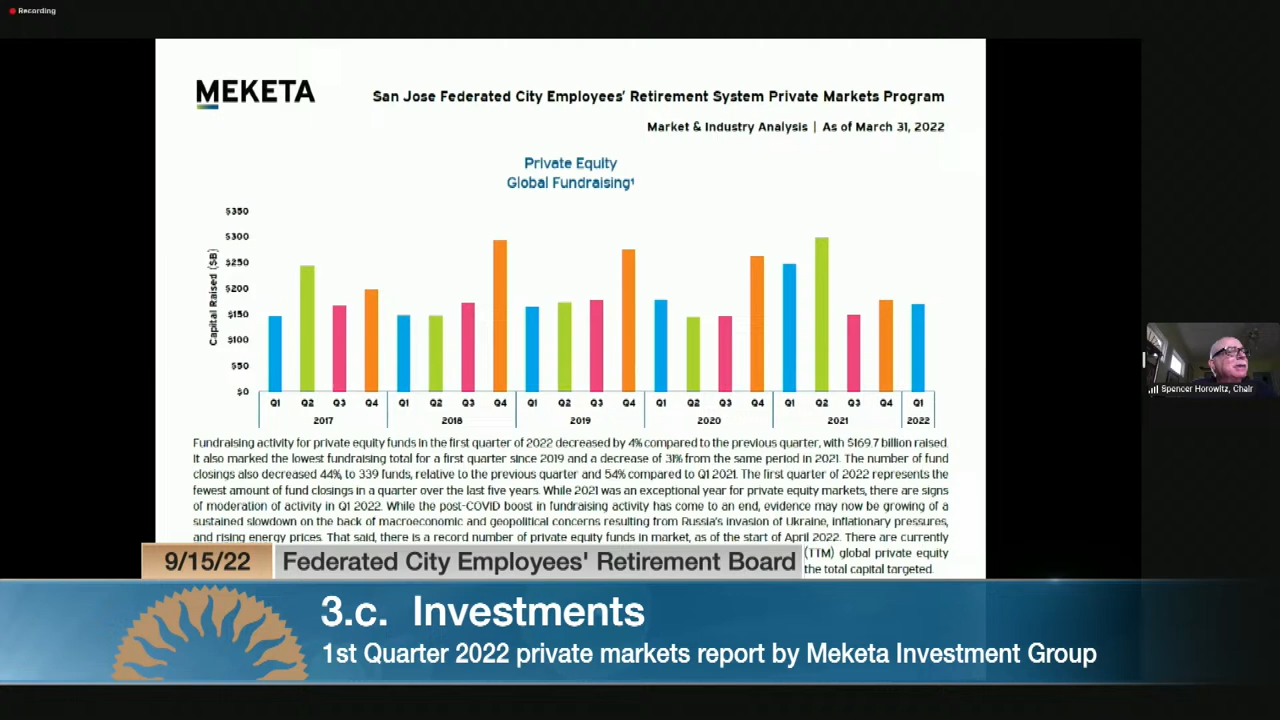 Recording
MEKETA
San Jose Federated City Employees' Retirement System Private Markets Program
Market & Industry Analysis | As of March 31, 2022
Private Equity
Global Fundraising¹
Capital Raised ($B)
$350
$300
$250
$200
$150
$100
$50
$0
Q1 Q2 Q3 Q4 Q1 Q2 Q3 Q4 Q1 Q2 Q3 Q4 Q1 Q2 Q3 Q4 Q1 Q2 Q3 Q4 Q1
2017 2018 2019 2020 2021 2022
Fundraising activity for private equity funds in the first quarter of 2022 decreased by 4% compared to the previous quarter, with $169.7 billion raised.
It also marked the lowest fundraising total for a first quarter since 2019 and a decrease of 31% from the same period in 2021. The number of fund
closings also decreased 44%, to 339 funds, relative to the previous quarter and 54% compared to Q1 2021. The first quarter of 2022 represents the
fewest amount of fund closings in a quarter over the last five years. While 2021 was an exceptional year for private equity markets, there are signs
of moderation of activity in Q1 2022. While the post-COVID boost in fundraising activity has come to an end, evidence may now be growing of a
sustained slowdown on the back of macroeconomic and geopolitical concerns resulting from Russia's invasion of Ukraine, inflationary pressures,
and rising energy prices. That said, there is a record number of private equity funds in market, as of the start of April 2022. There are currently
(TTM) global private equity
the total capital targeted.
Spencer Horowitz, Chair
9/15/22 Federated City Employees' Retirement Board
3.c. Investments
1st Quarter 2022 private markets report by Meketa Investment Group